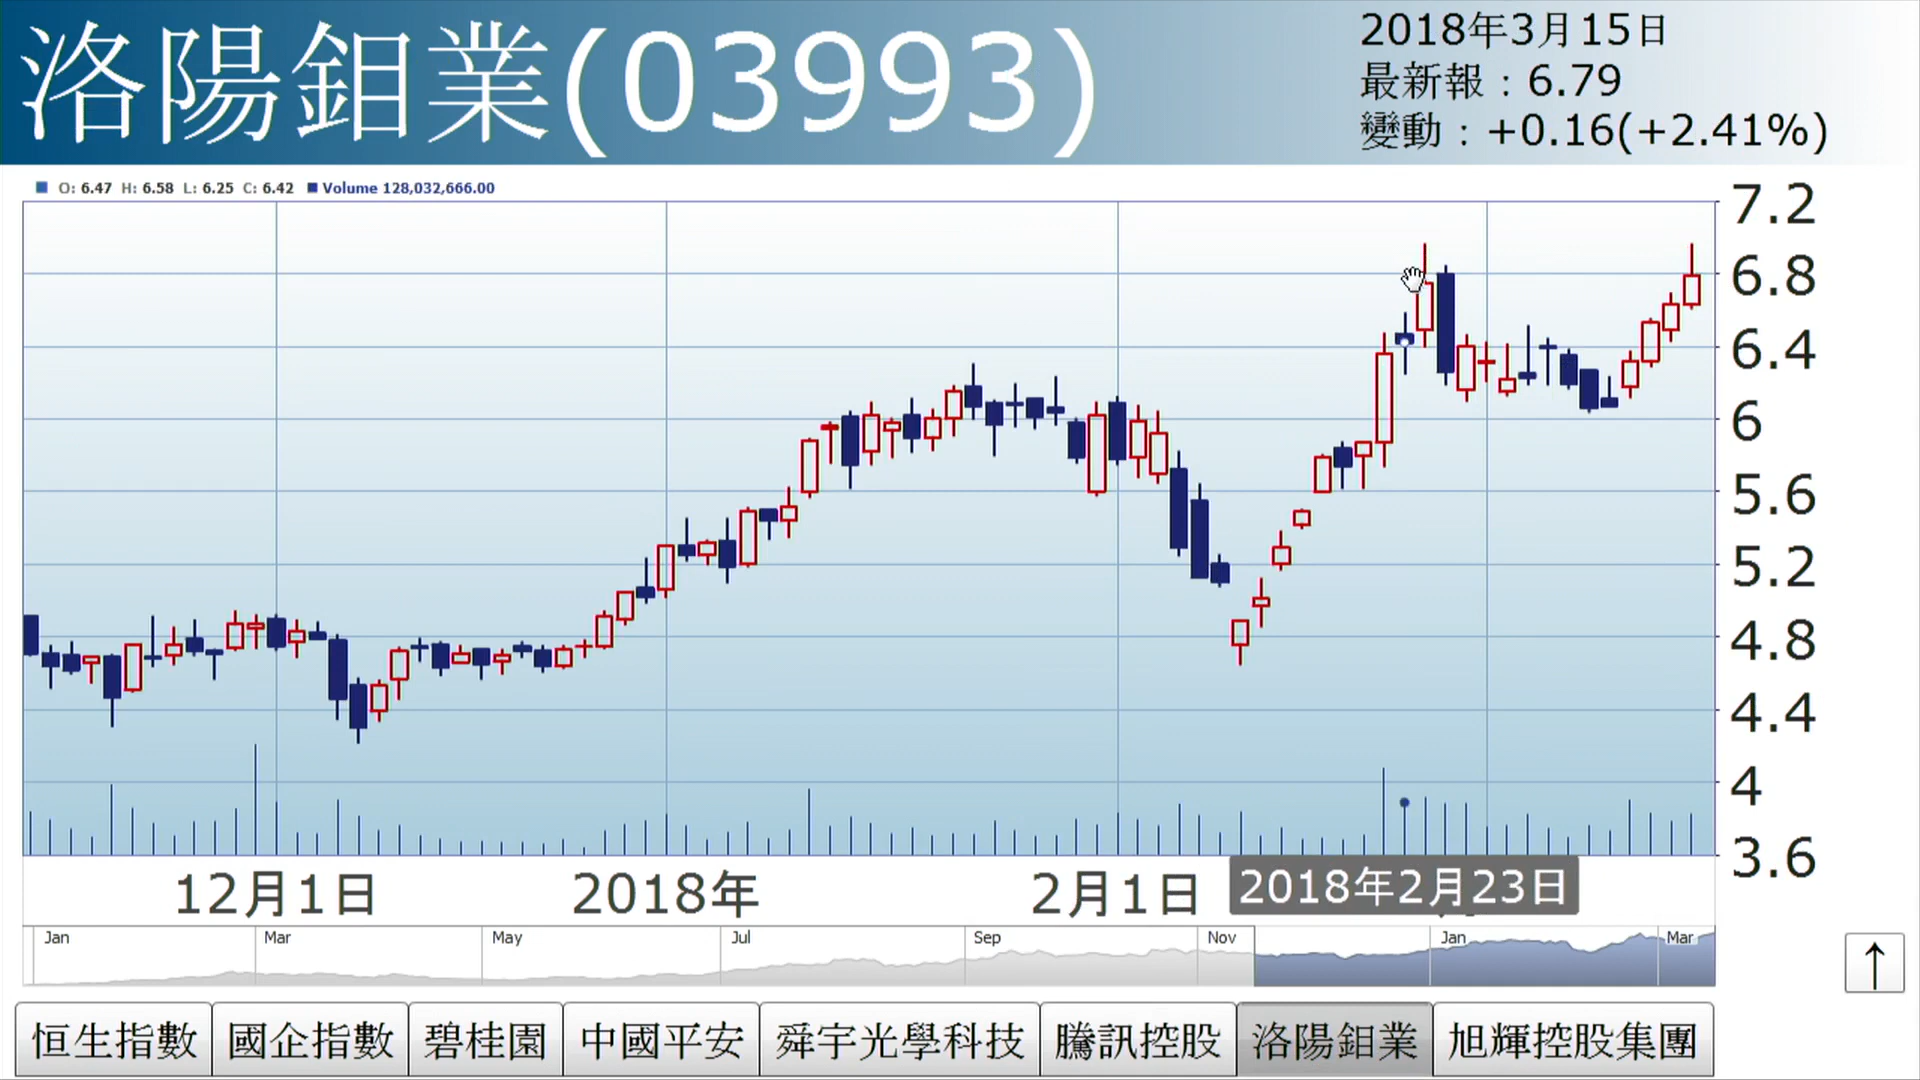 洛陽鉬業(03993)
2018年3月15日
最新報：6.79
變動：+0.16(+2.41%)
O: 6.47 H: 6.58 L: 6.25 C: 6.42 Volume 128,032,666.00
7.2
6.8
6.4
6
5.6
5.2
4.8
4.4
4
3.6
12月1日 2018年 2月1日 2018年2月23日
Jan Mar May Jul Sep Nov Jan Mar
↑
恒生指數 國企指數 碧桂園 中國平安 舜宇光學科技 騰訊控股 洛陽鉬業 旭輝控股集團